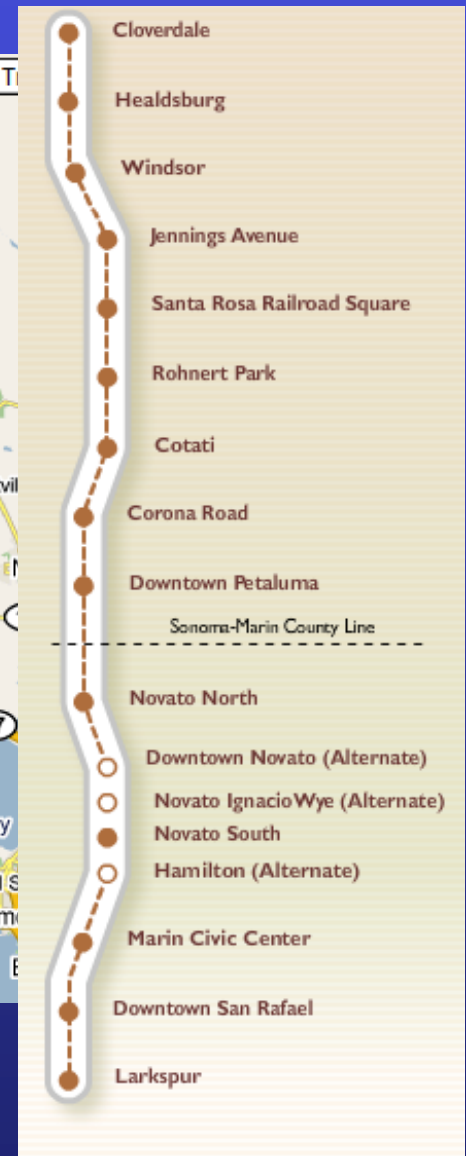 Cloverdale
Healdsburg
Windsor
Jennings Avenue
Santa Rosa Railroad Square
Rohnert Park
Cotati
Corona Road
Downtown Petaluma
Sonoma-Marin County Line
Novato North
Downtown Novato (Alternate)
Novato Ignacio Wye (Alternate)
Novato South
Hamilton (Alternate)
Marin Civic Center
Downtown San Rafael
Larkspur